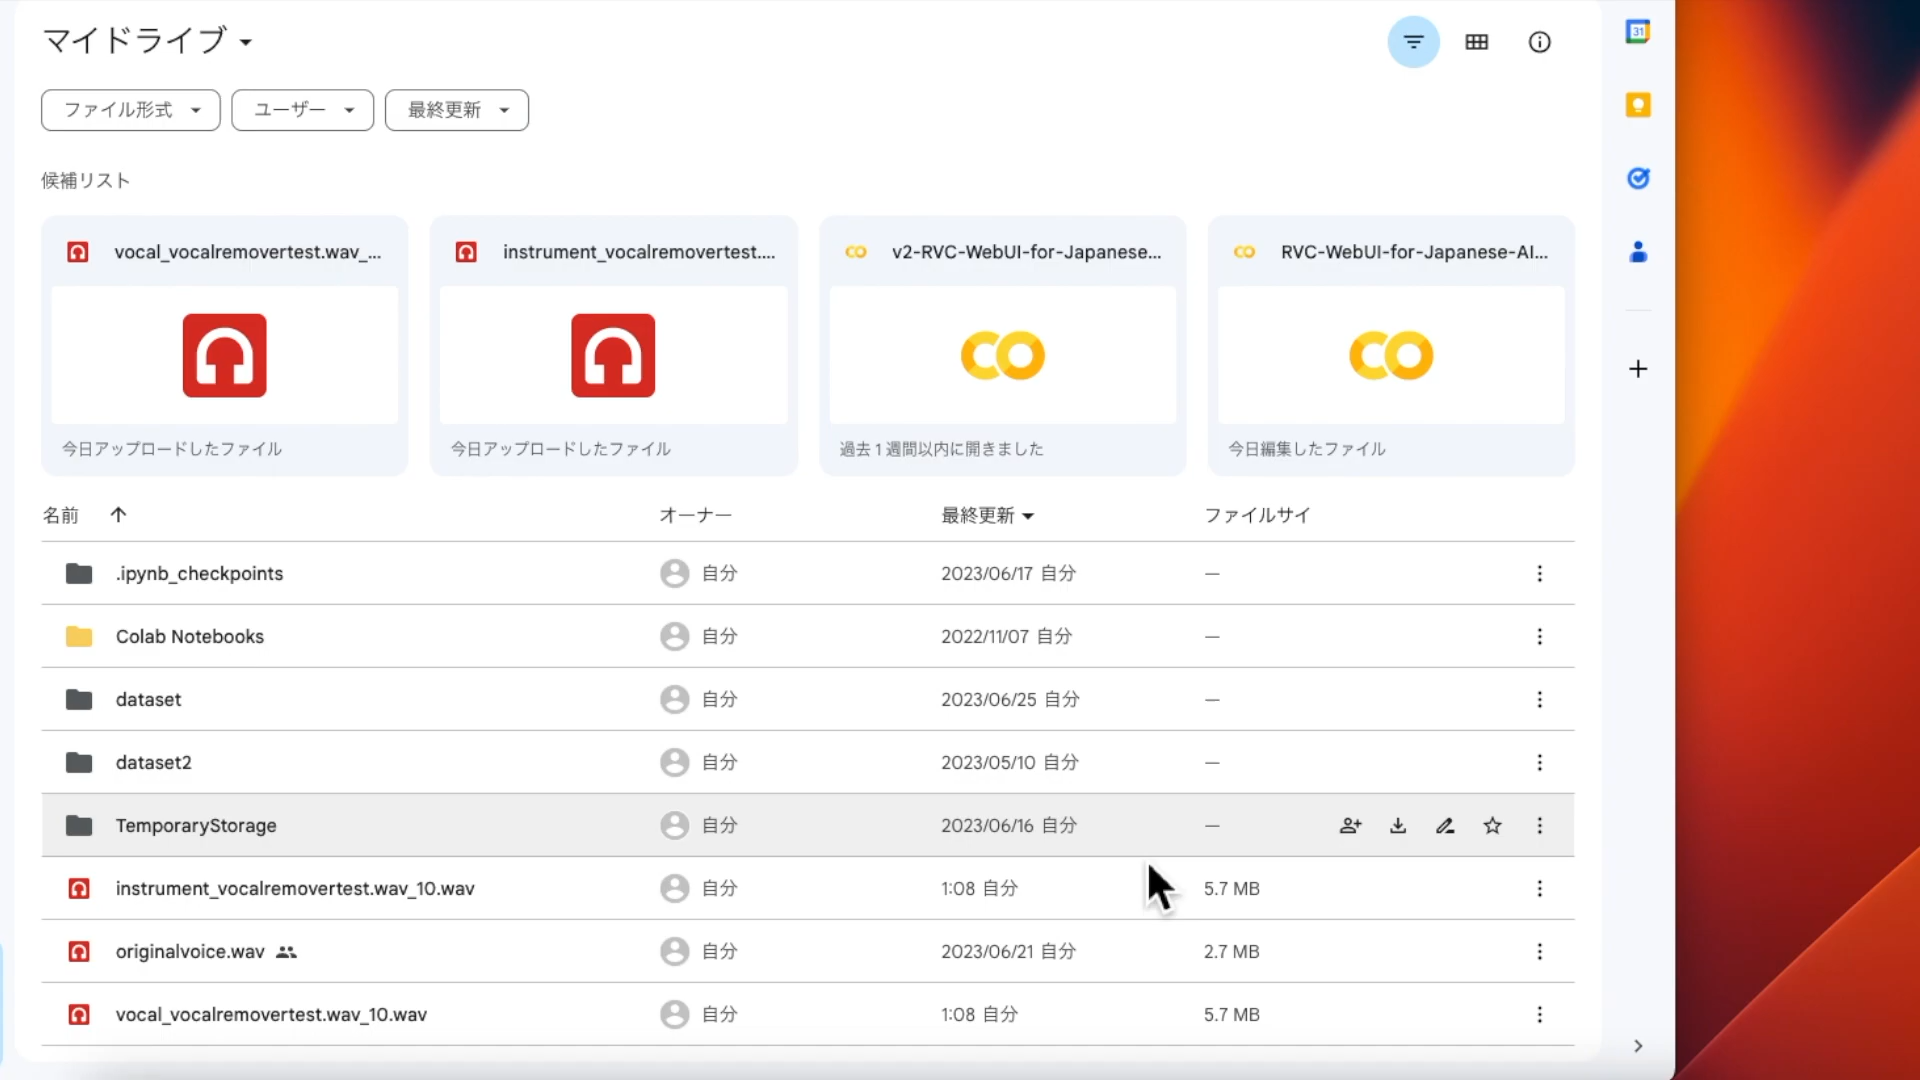 マイドライブ
ファイル形式 ユーザー 最終更新
候補リスト
vocal_vocalremovertest.wav_... instrument_vocalremovertest.... v2-RVC-WebUI-for-Japanese... RVC-WebUI-for-Japanese-AI...
今日アップロードしたファイル 今日アップロードしたファイル 過去 1 週間以内に開きました 今日編集したファイル
名前 オーナー 最終更新 ファイルサイ
.ipynb_checkpoints 自分 2023/06/17 自分 —
Colab Notebooks 自分 2022/11/07 自分 —
dataset 自分 2023/06/25 自分 —
dataset2 自分 2023/05/10 自分 —
TemporaryStorage 自分 2023/06/16 自分 —
instrument_vocalremovertest.wav_10.wav 自分 1:08 自分 5.7 MB
originalvoice.wav 自分 2023/06/21 自分 2.7 MB
vocal_vocalremovertest.wav_10.wav 自分 1:08 自分 5.7 MB
31